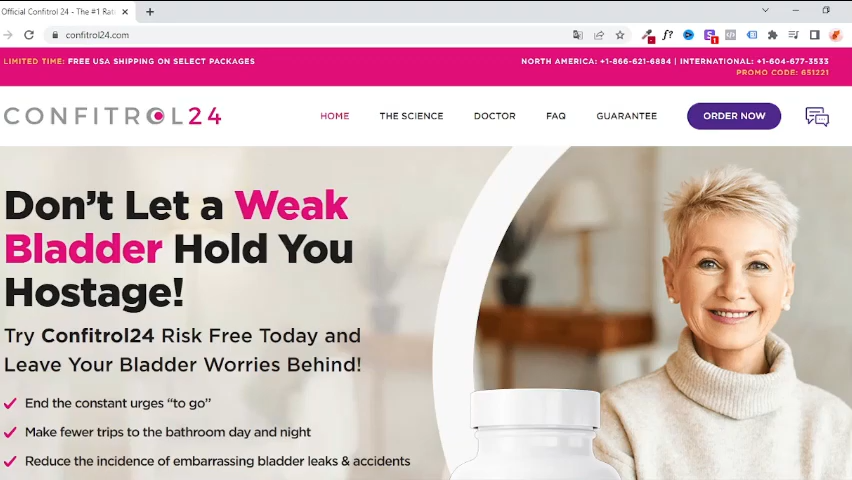 Official Confitrol 24 - The #1 Rat
confitrol24.com
LIMITED TIME: FREE USA SHIPPING ON SELECT PACKAGES
NORTH AMERICA: +1-866-621-6884 | INTERNATIONAL: +1-604-677-3533
PROMO CODE: 651221
CONFITROL24
HOME THE SCIENCE DOCTOR FAQ GUARANTEE ORDER NOW
Don't Let a Weak
Bladder Hold You
Hostage!
Try Confitrol24 Risk Free Today and
Leave Your Bladder Worries Behind!
End the constant urges "to go"
Make fewer trips to the bathroom day and night
Reduce the incidence of embarrassing bladder leaks & accidents